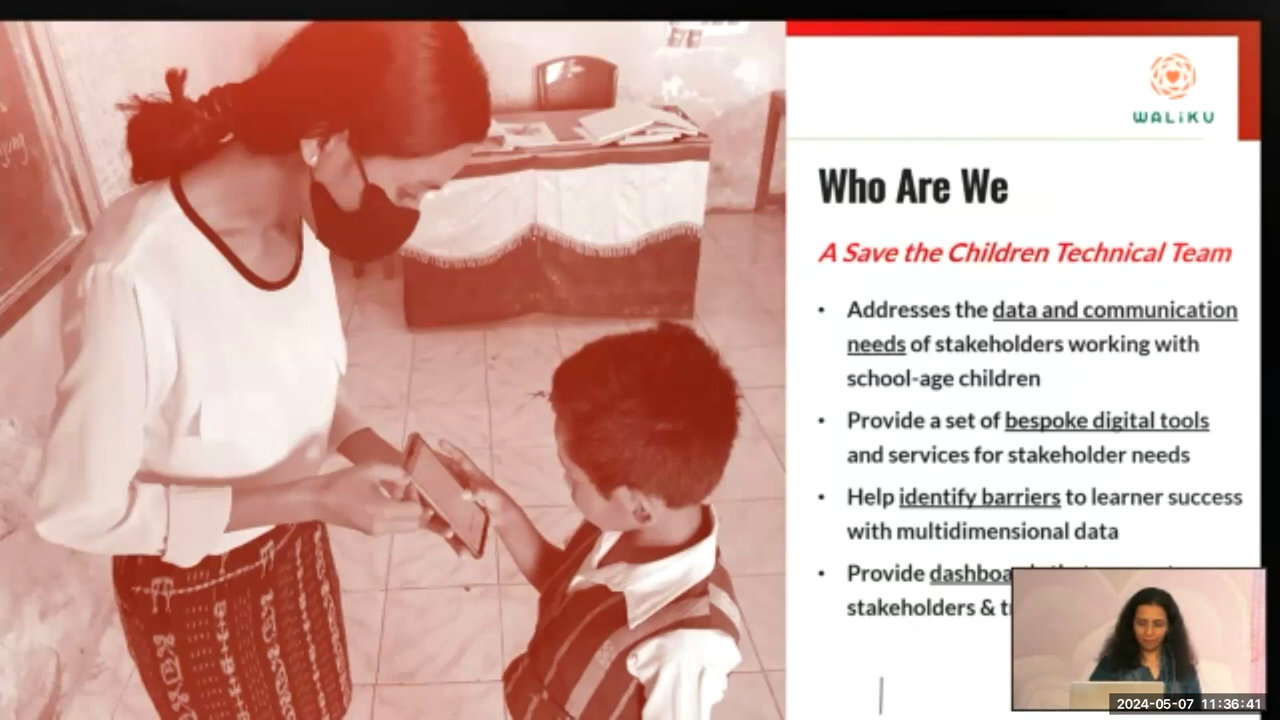 WALiKU
Who Are We
A Save the Children Technical Team
• Addresses the data and communication
needs of stakeholders working with
school-age children
• Provide a set of bespoke digital tools
and services for stakeholder needs
• Help identify barriers to learner success
with multidimensional data
• Provide
stakeholders &
2024-05-07 11:36:41